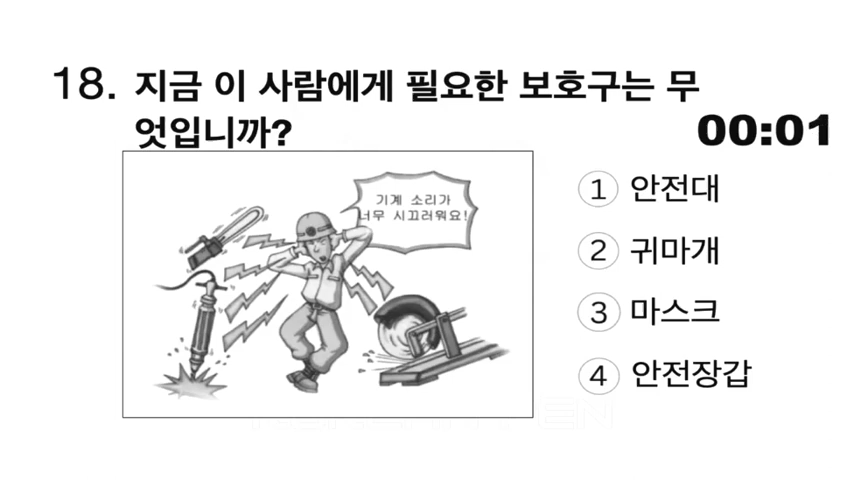 18. 지금 이 사람에게 필요한 보호구는 무
엇입니까?
00:01
기계 소리가
너무 시끄러워요!
① 안전대
② 귀마개
③ 마스크
④ 안전장갑